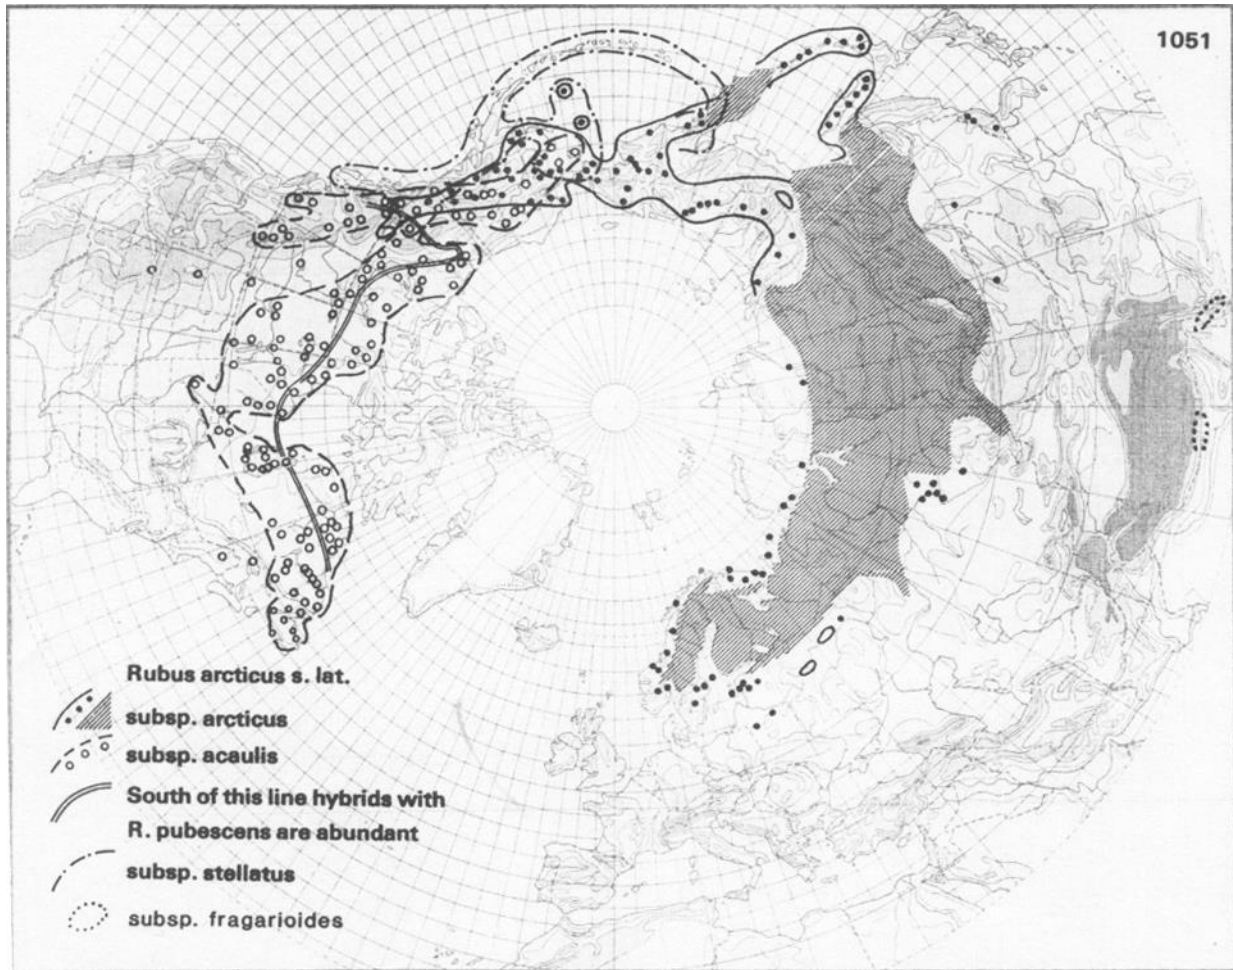 1051
Rubus arcticus s. lat.
subsp. arcticus
subsp. acaulis
South of this line hybrids with
R. pubescens are abundant
subsp. stellatus
subsp. fragarioides